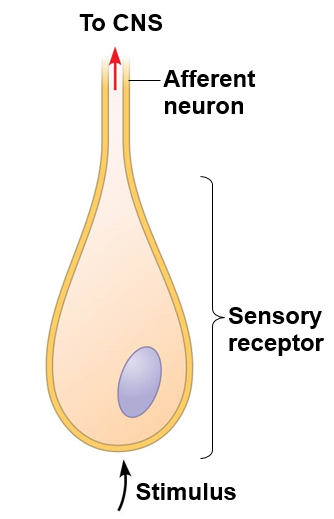 To CNS
Afferent
neuron
Sensory
receptor
Stimulus